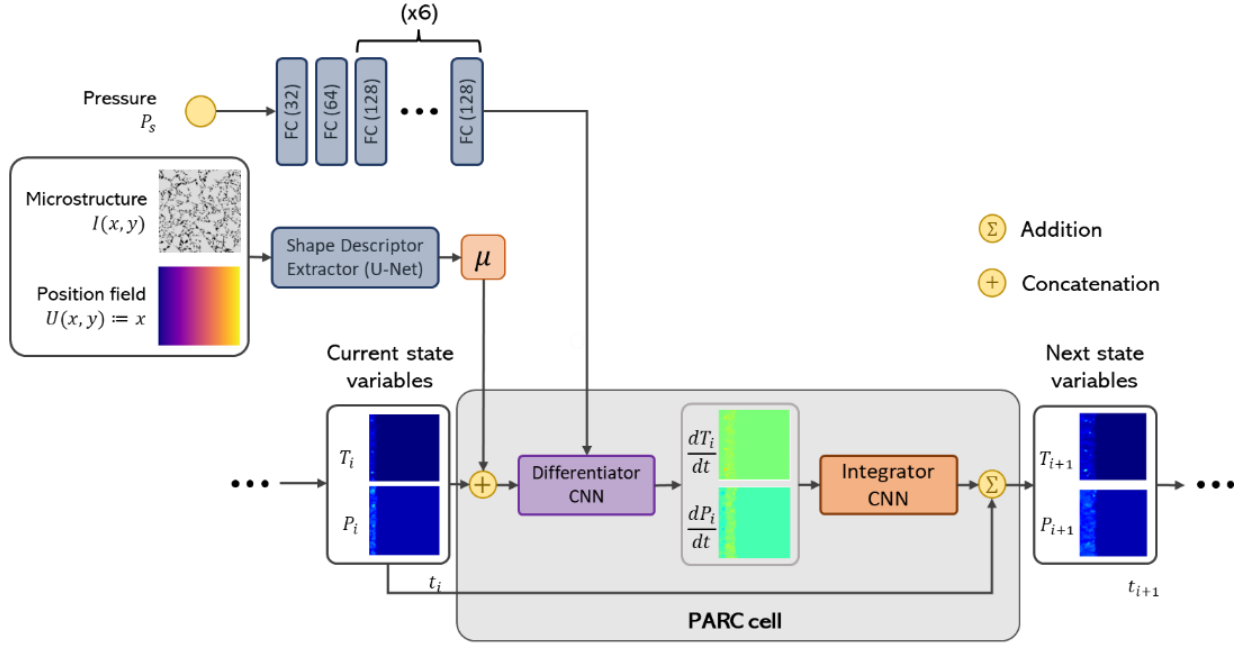 (x6)
Pressure
P_s
FC (32)
FC (64)
FC (128)
•••
FC (128)
Microstructure
I(x, y)
Position field
U(x, y) ≔ x
Shape Descriptor
Extractor (U-Net)
μ
Σ Addition
+ Concatenation
Current state
variables
Next state
variables
•••
T_i
P_i
+
Differentiator
CNN
dT_i
dt
dP_i
dt
Integrator
CNN
Σ
T_{i+1}
P_{i+1}
•••
t_i
t_{i+1}
PARC cell